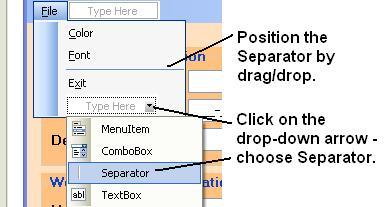 File
Type Here
Color
Font
Exit
Type Here
MenuItem
ComboBox
Separator
abl
TextBox
Position the
Separator by
drag/drop.
Click on the
drop-down arrow -
choose Separator.